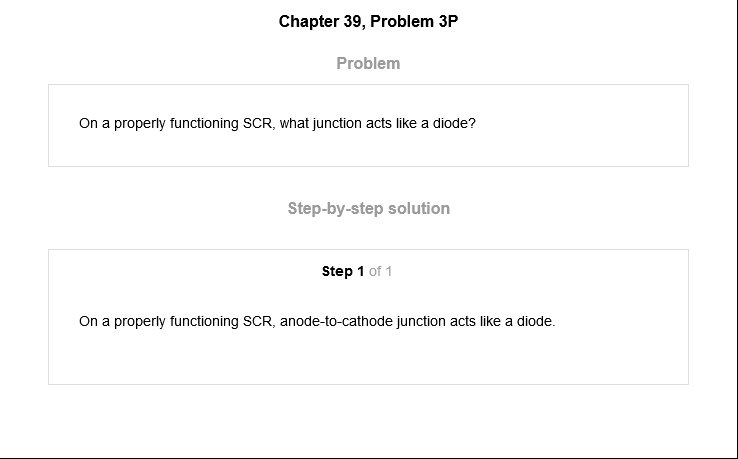 Chapter 39, Problem 3P
Problem
On a properly functioning SCR, what junction acts like a diode?
Step-by-step solution
Step 1 of 1
On a properly functioning SCR, anode-to-cathode junction acts like a diode.